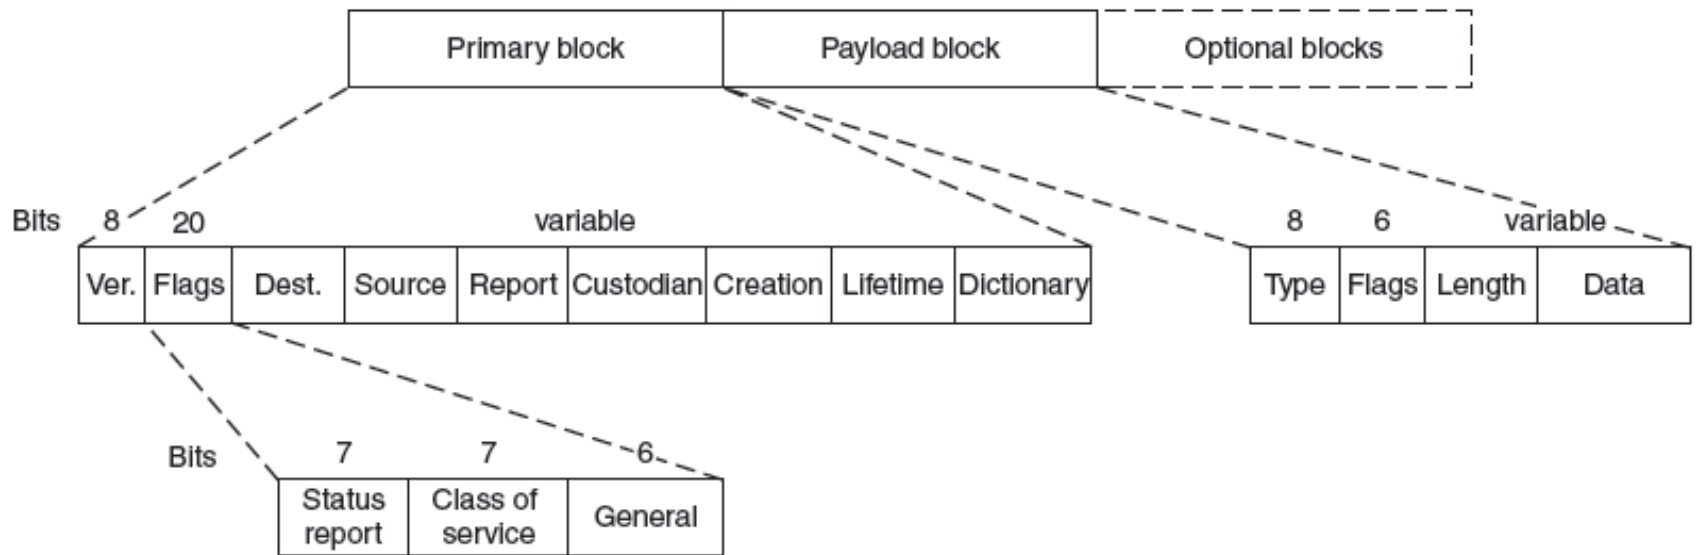 Primary block Payload block Optional blocks
Bits 8 20 variable 8 6 variable
Ver. Flags Dest. Source Report Custodian Creation Lifetime Dictionary Type Flags Length Data
Bits 7 7 6
Status report Class of service General